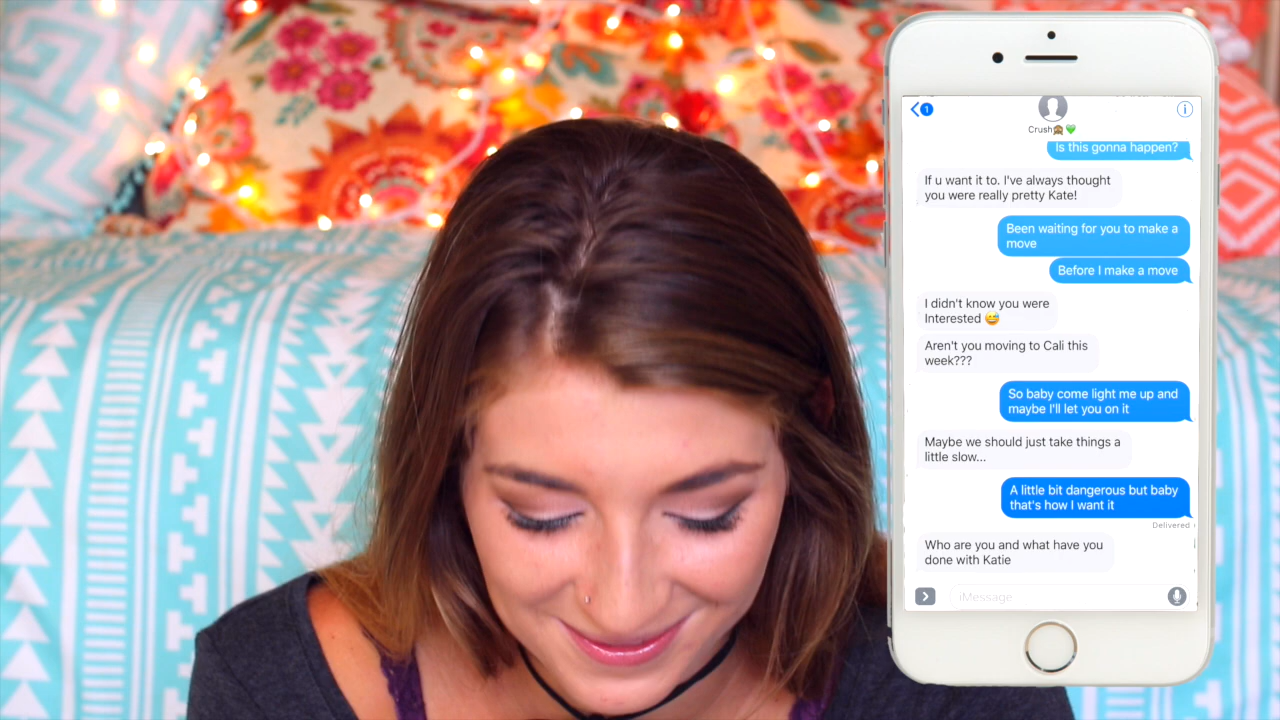 1
Crush🙈💚
Is this gonna happen?
If u want it to. I've always thought
you were really pretty Kate!
Been waiting for you to make a
move
Before I make a move
I didn't know you were
Interested 😅
Aren't you moving to Cali this
week???
So baby come light me up and
maybe I'll let you on it
Maybe we should just take things a
little slow...
A little bit dangerous but baby
that's how I want it
Delivered
Who are you and what have you
done with Katie
iMessage